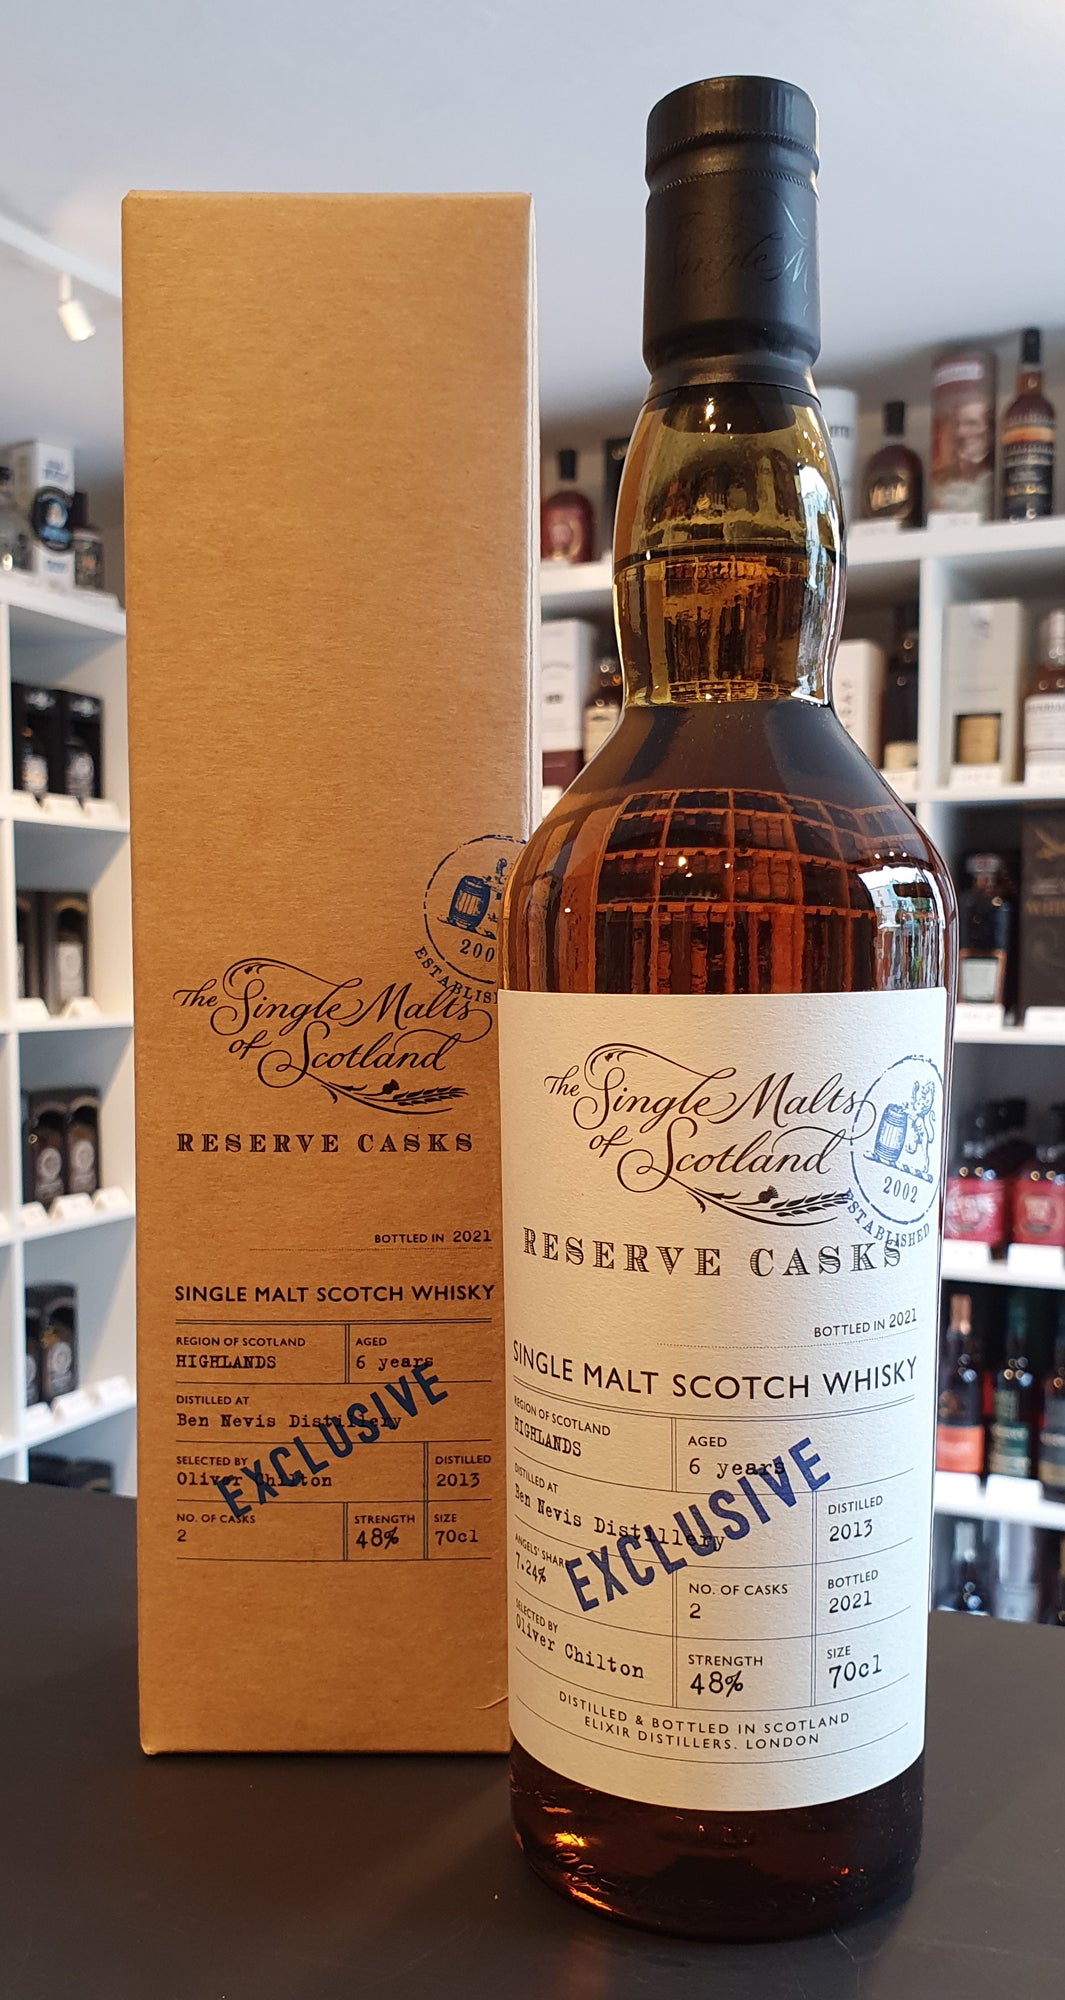 The Single Malts
of Scotland
200
ESTABLIS
RESERVE CASKS
BOTTLED IN 2021
SINGLE MALT SCOTCH WHISKY
REGION OF SCOTLAND
HIGHLANDS
AGED
6 years
DISTILLED AT
Ben Nevis Distillery
SELECTED BY
Oliver Chilton
DISTILLED
2013
EXCLUSIVE
NO. OF CASKS
2
STRENGTH
48%
SIZE
70cl
Single M
The Single Malts
of Scotland
2002
ESTABLISHED
RESERVE CASKS
BOTTLED IN 2021
SINGLE MALT SCOTCH WHISKY
REGION OF SCOTLAND
HIGHLANDS
AGED
6 years
DISTILLED AT
Ben Nevis Distillery
DISTILLED
2013
EXCLUSIVE
ANGELS' SHARE
7.24%
NO. OF CASKS
2
BOTTLED
2021
SELECTED BY
Oliver Chilton
STRENGTH
48%
SIZE
70cl
DISTILLED & BOTTLED IN SCOTLAND
ELIXIR DISTILLERS. LONDON